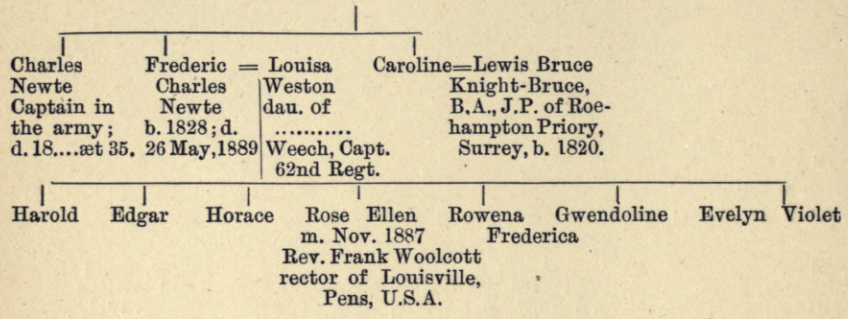 Charles Frederic = Louisa Caroline=Lewis Bruce
Newte Charles Weston Knight-Bruce,
Captain in Newte dau. of B.A., J.P. of Roe-
the army; b. 1828; d. ........... hampton Priory,
d. 18....æt 35. 26 May, 1889 Weech, Capt. Surrey, b. 1820.
62nd Regt.
Harold Edgar Horace Rose Ellen Rowena Gwendoline Evelyn Violet
m. Nov. 1887 Frederica
Rev. Frank Woolcott
rector of Louisville,
Pens, U.S.A.